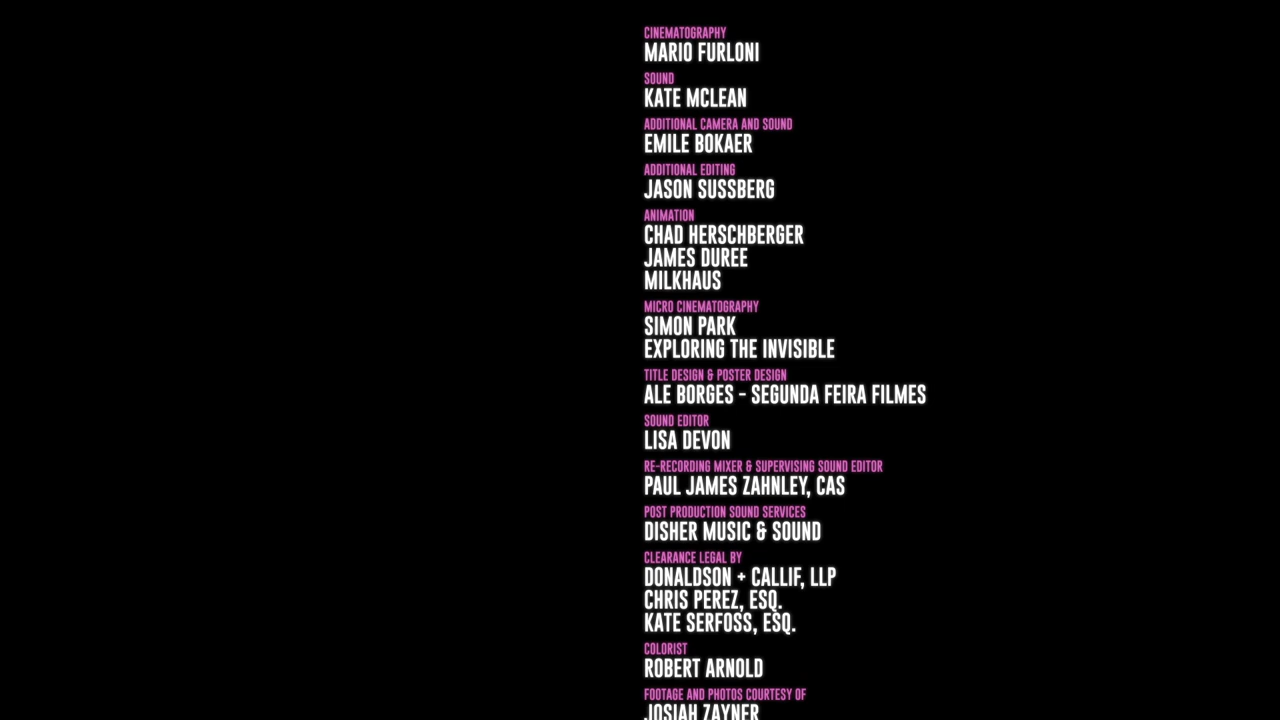 CINEMATOGRAPHY
MARIO FURLONI
SOUND
KATE MCLEAN
ADDITIONAL CAMERA AND SOUND
EMILE BOKAER
ADDITIONAL EDITING
JASON SUSSBERG
ANIMATION
CHAD HERSCHBERGER
JAMES DUREE
MILKHAUS
MICRO CINEMATOGRAPHY
SIMON PARK
EXPLORING THE INVISIBLE
TITLE DESIGN & POSTER DESIGN
ALE BORGES - SEGUNDA FEIRA FILMES
SOUND EDITOR
LISA DEVON
RE-RECORDING MIXER & SUPERVISING SOUND EDITOR
PAUL JAMES ZAHNLEY, CAS
POST PRODUCTION SOUND SERVICES
DISHER MUSIC & SOUND
CLEARANCE LEGAL BY
DONALDSON + CALLIF, LLP
CHRIS PEREZ, ESQ.
KATE SERFOSS, ESQ.
COLORIST
ROBERT ARNOLD
FOOTAGE AND PHOTOS COURTESY OF
JOSIAH ZAYNER